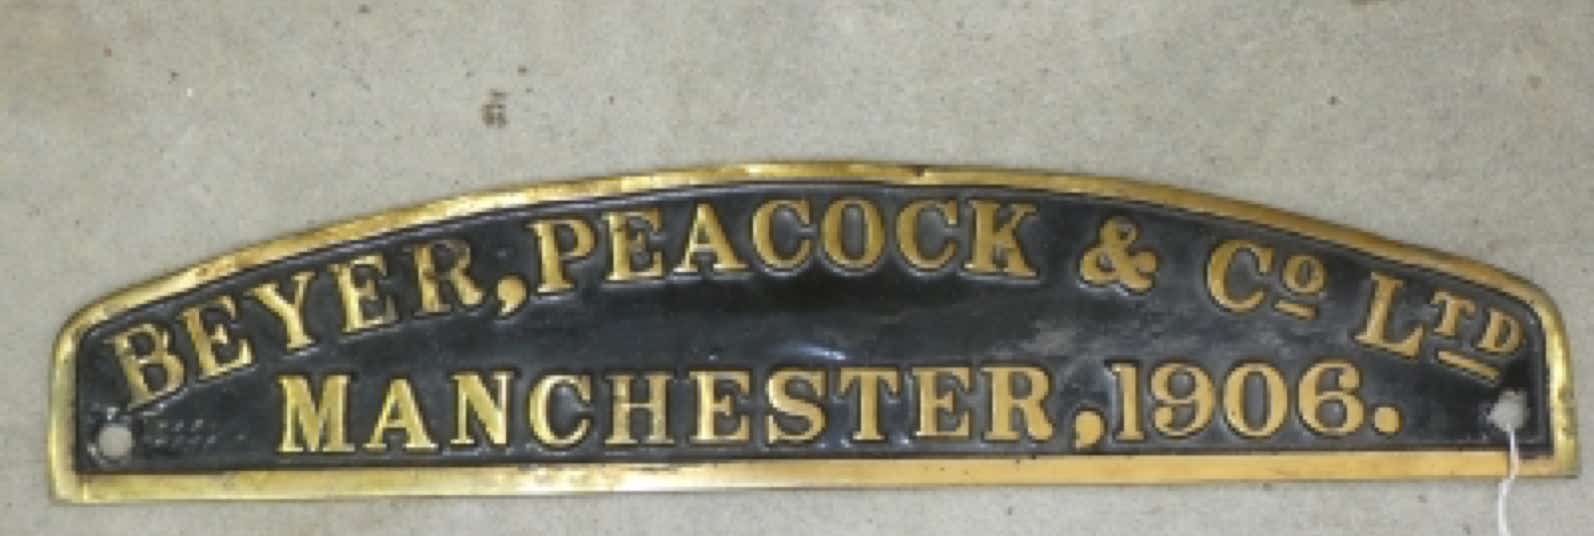 BEYER, PEACOCK & Cº LTD
MANCHESTER, 1906.